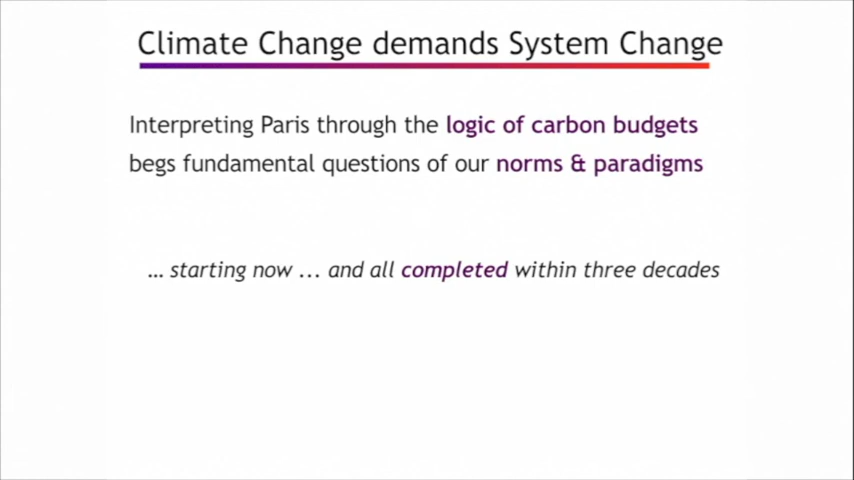 Climate Change demands System Change
Interpreting Paris through the logic of carbon budgets
begs fundamental questions of our norms & paradigms
… starting now ... and all completed within three decades